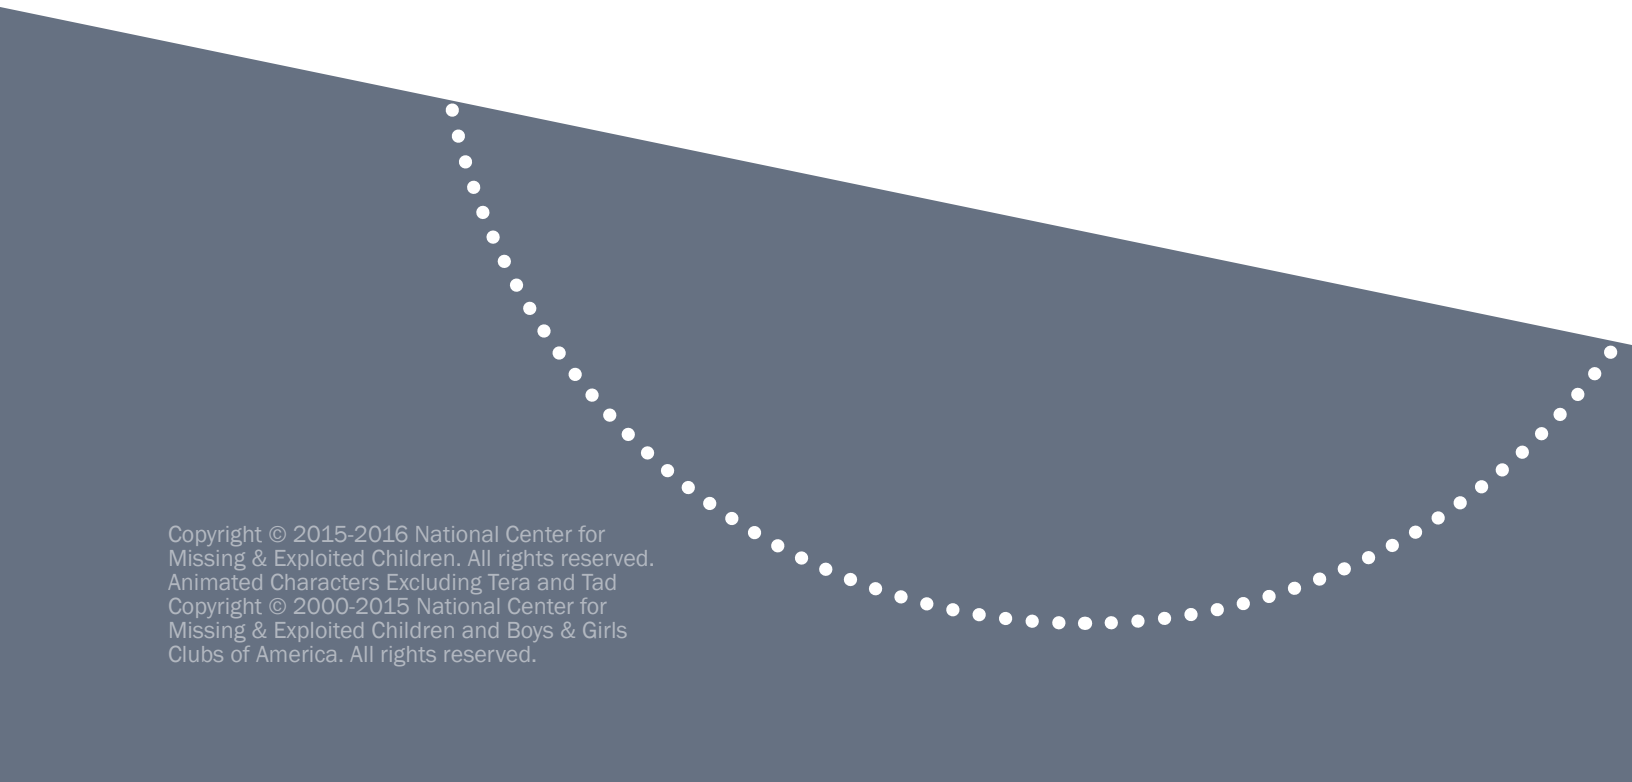 Copyright © 2015-2016 National Center for
Missing & Exploited Children. All rights reserved.
Animated Characters Excluding Tera and Tad
Copyright © 2000-2015 National Center for
Missing & Exploited Children and Boys & Girls
Clubs of America. All rights reserved.